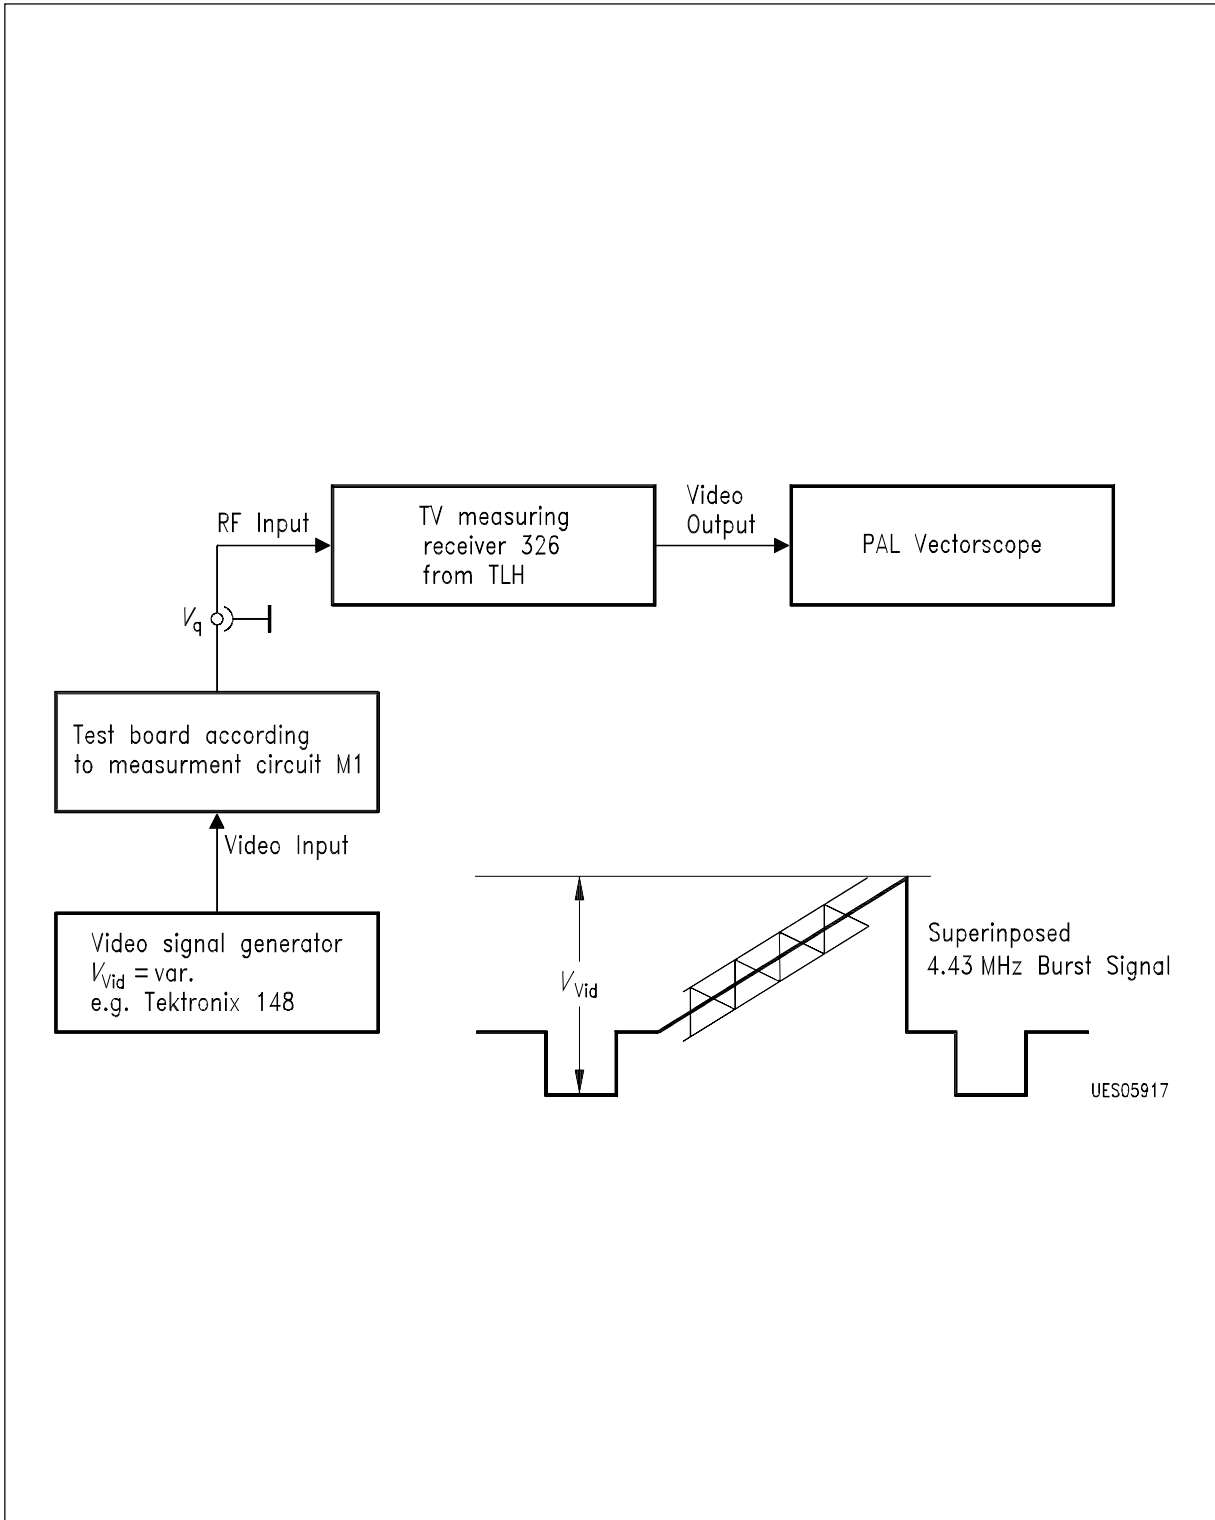 RF Input
TV measuring
receiver 326
from TLH
Video
Output
PAL Vectorscope
Vq
Test board according
to measurment circuit M1
Video Input
Video signal generator
VVid = var.
e.g. Tektronix 148
VVid
Superinposed
4.43 MHz Burst Signal
UES05917